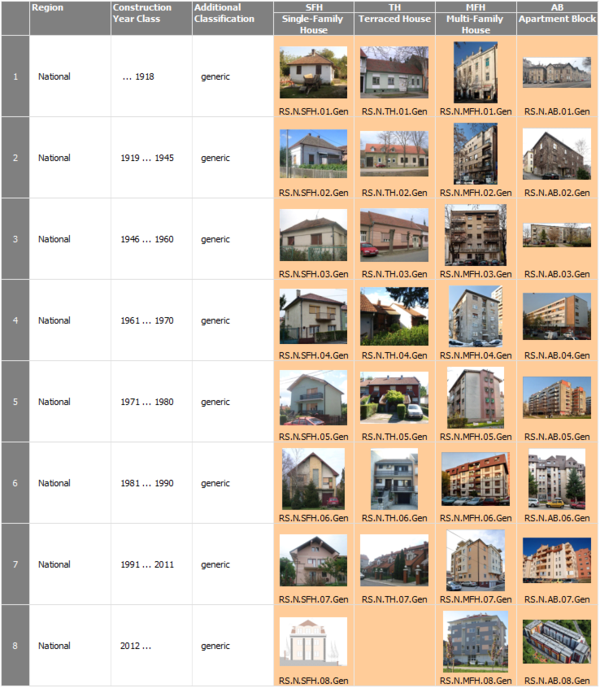 Region Construction Year Class Additional Classification SFH Single-Family House TH Terraced House MFH Multi-Family House AB Apartment Block
1 National ... 1918 generic
RS.N.SFH.01.Gen RS.N.TH.01.Gen RS.N.MFH.01.Gen RS.N.AB.01.Gen
2 National 1919 ... 1945 generic
RS.N.SFH.02.Gen RS.N.TH.02.Gen RS.N.MFH.02.Gen RS.N.AB.02.Gen
3 National 1946 ... 1960 generic
RS.N.SFH.03.Gen RS.N.TH.03.Gen RS.N.MFH.03.Gen RS.N.AB.03.Gen
4 National 1961 ... 1970 generic
RS.N.SFH.04.Gen RS.N.TH.04.Gen RS.N.MFH.04.Gen RS.N.AB.04.Gen
5 National 1971 ... 1980 generic
RS.N.SFH.05.Gen RS.N.TH.05.Gen RS.N.MFH.05.Gen RS.N.AB.05.Gen
6 National 1981 ... 1990 generic
RS.N.SFH.06.Gen RS.N.TH.06.Gen RS.N.MFH.06.Gen RS.N.AB.06.Gen
7 National 1991 ... 2011 generic
RS.N.SFH.07.Gen RS.N.TH.07.Gen RS.N.MFH.07.Gen RS.N.AB.07.Gen
8 National 2012 ... generic
RS.N.SFH.08.Gen RS.N.MFH.08.Gen RS.N.AB.08.Gen